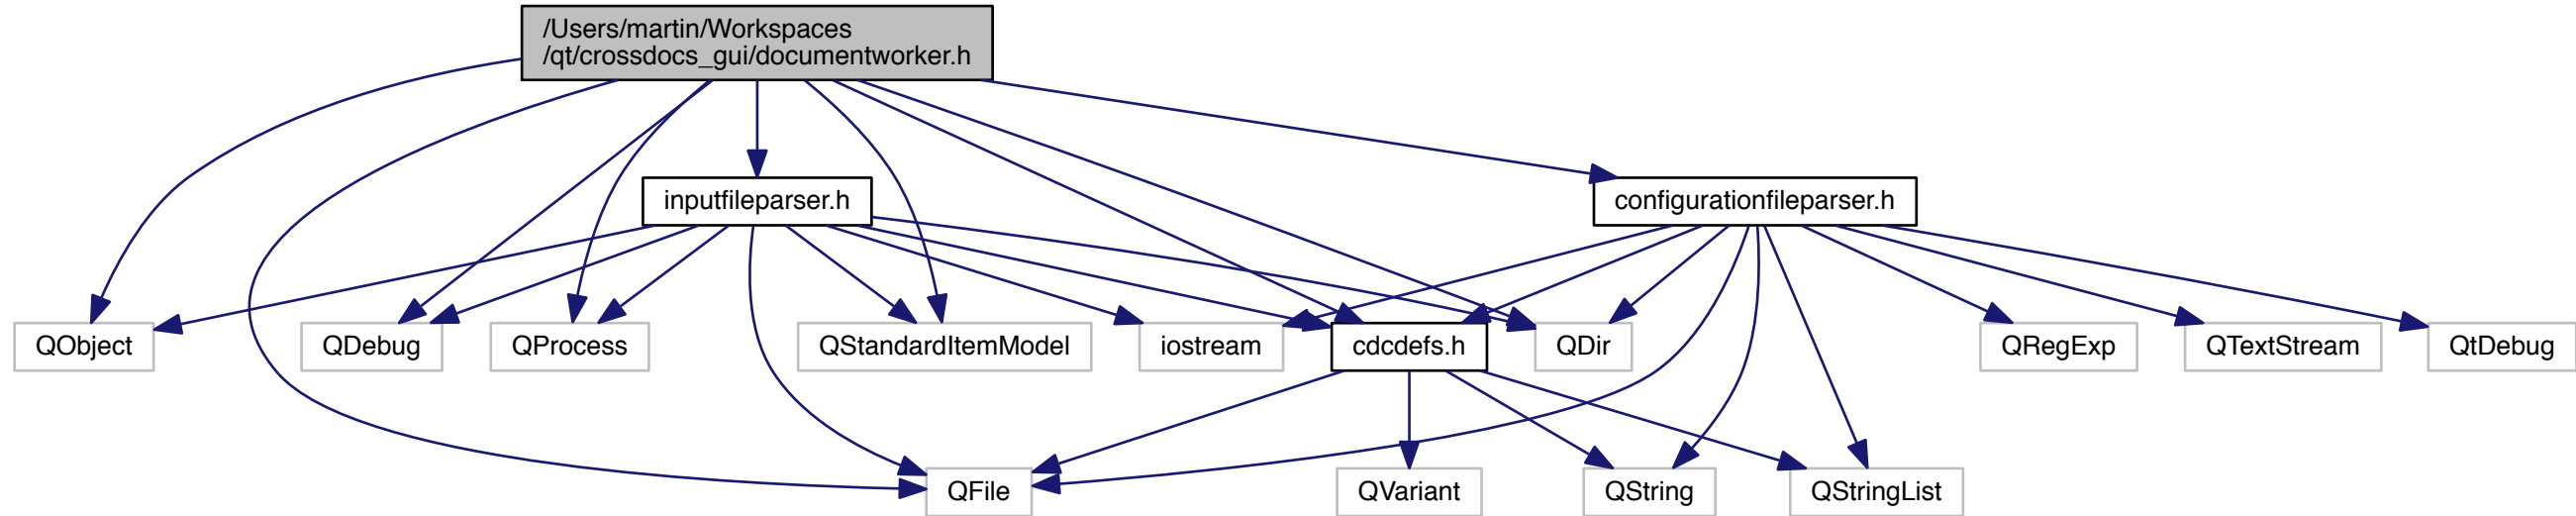 /Users/martin/Workspaces
/qt/crossdocs_gui/documentworker.h
inputfileparser.h
configurationfileparser.h
QObject
QDebug
QProcess
QStandardItemModel
iostream
cdcdefs.h
QDir
QRegExp
QTextStream
QtDebug
QFile
QVariant
QString
QStringList